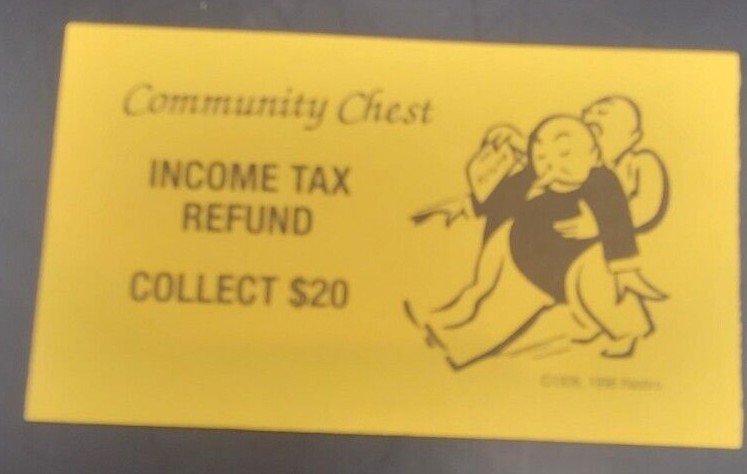 Community Chest
INCOME TAX
REFUND
COLLECT $20